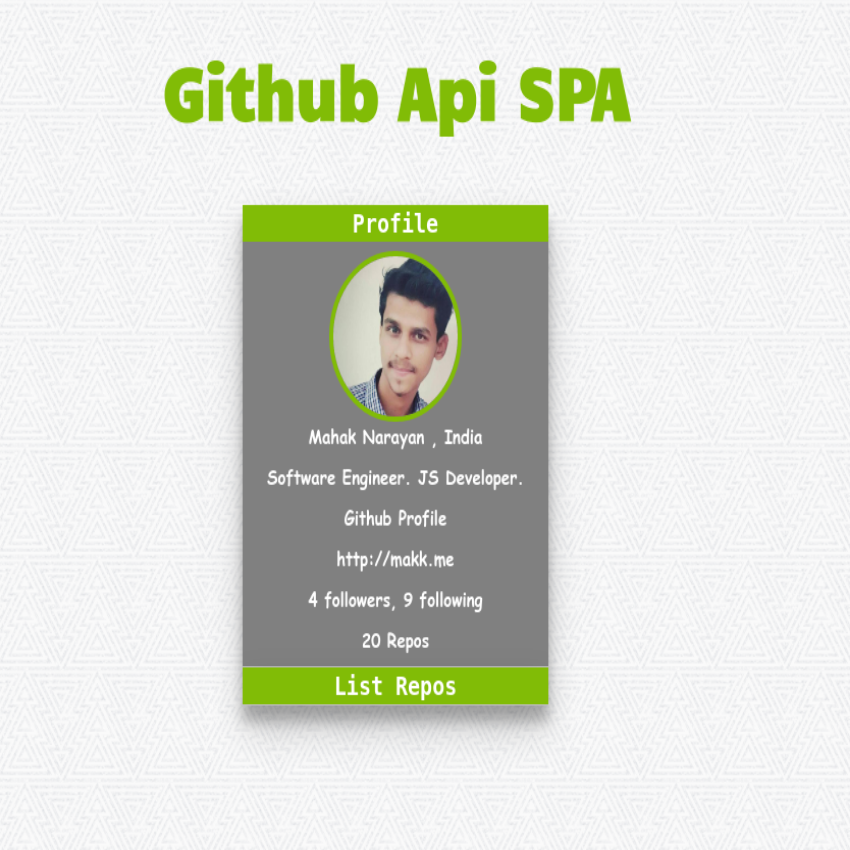 Github Api SPA
Profile
Mahak Narayan , India
Software Engineer. JS Developer.
Github Profile
http://makk.me
4 followers, 9 following
20 Repos
List Repos